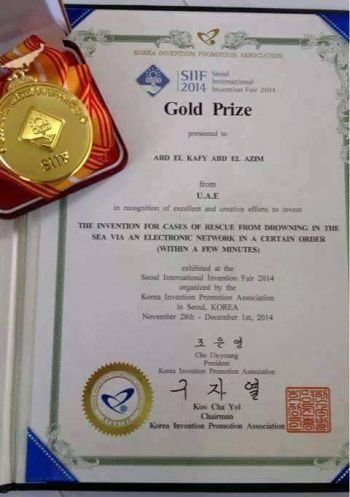 KOREA INVENTION PROMOTION ASSOCIATION
SIIF 2014
Seoul International Invention Fair 2014
Gold Prize
presented to
ABD EL KAFY ABD EL AZIM
from
U.A.E
in recognition of excellent and creative efforts to invent
THE INVENTION FOR CASES OF RESCUE FROM DROWNING IN THE
SEA VIA AN ELECTRONIC NETWORK IN A CERTAIN ORDER
(WITHIN A FEW MINUTES)
exhibited at the
Seoul International Invention Fair 2014
organized by the
Korea Invention Promotion Association
in Seoul, KOREA
November 28th - December 1st, 2014
조은영
Cho Un-young
President
Korea Invention Promotion Association
구자열
Koo Cha Yol
Chairman
Korea Invention Promotion Association
SIIF